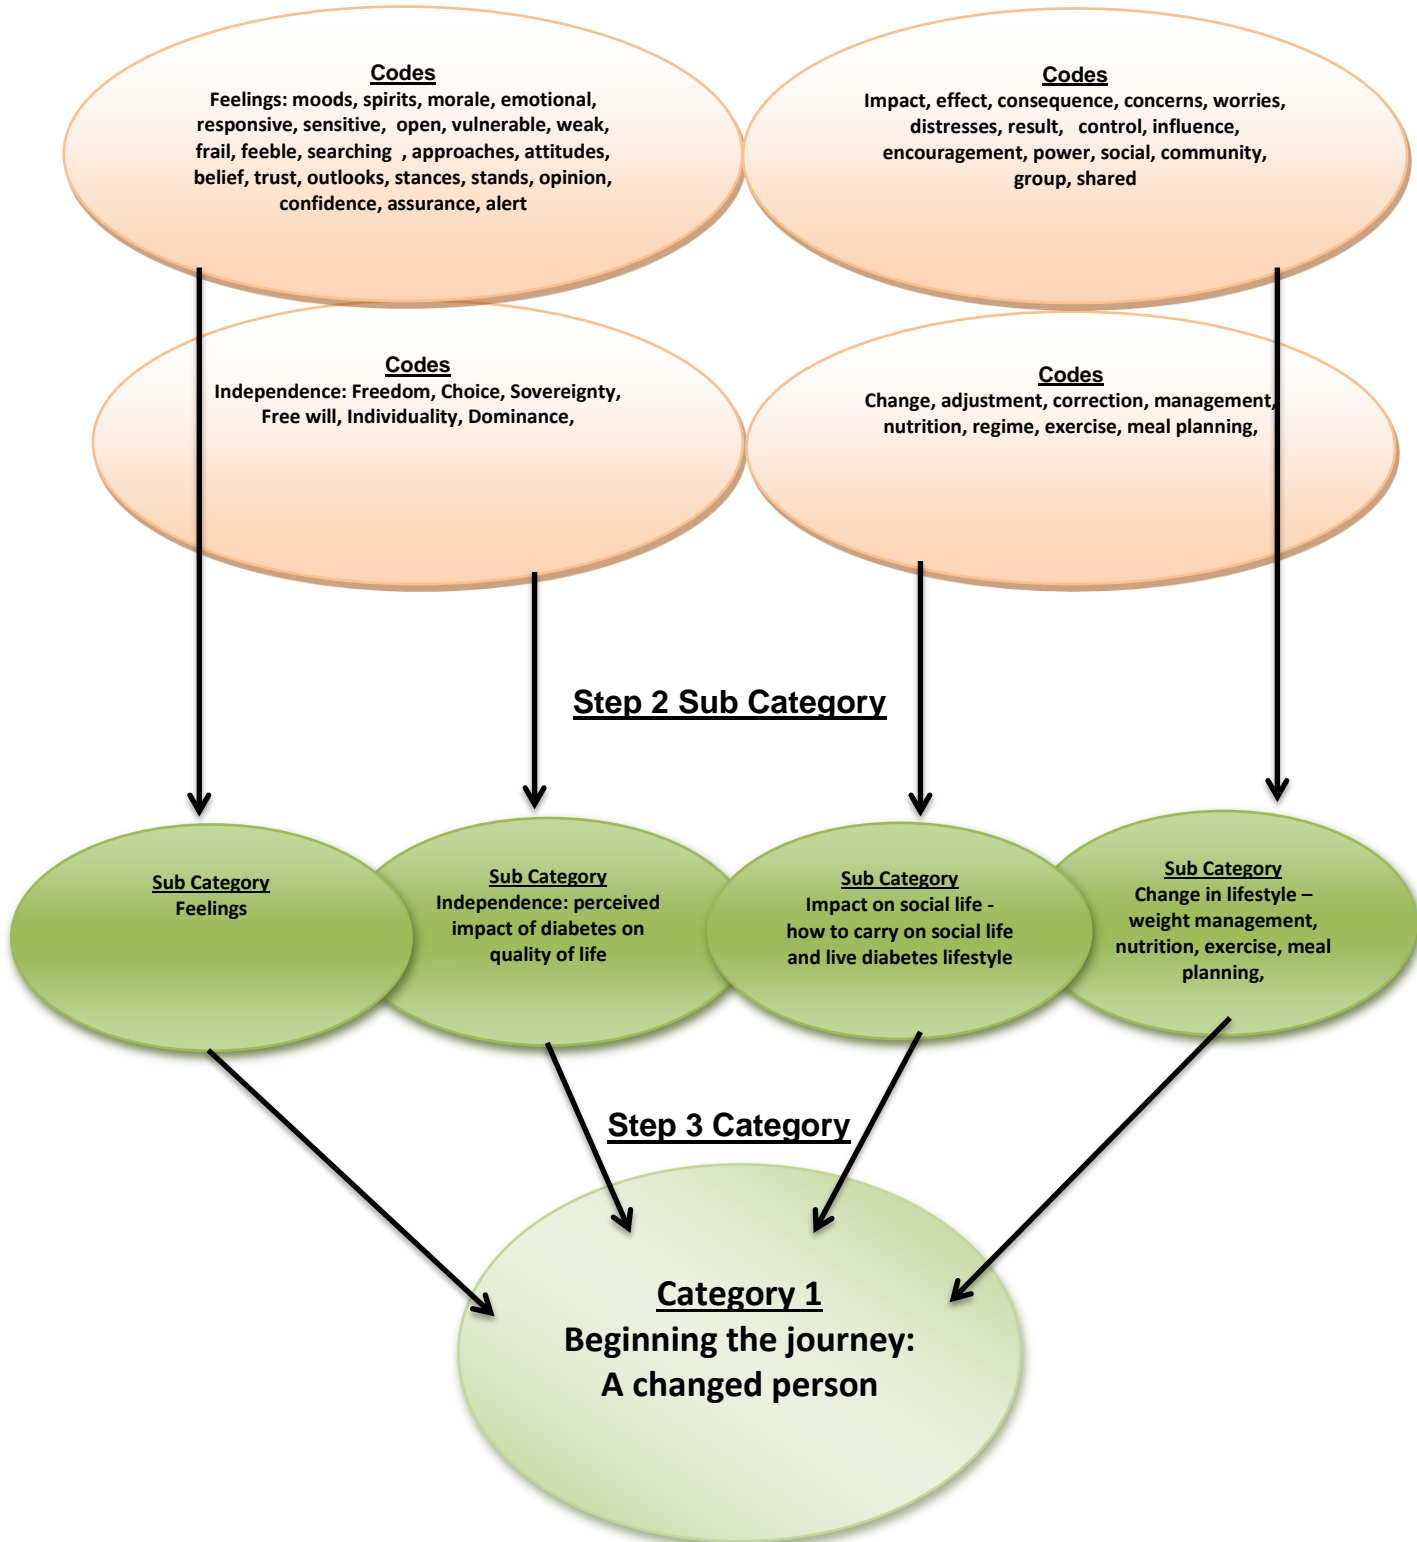 Codes
Feelings: moods, spirits, morale, emotional,
responsive, sensitive, open, vulnerable, weak,
frail, feeble, searching , approaches, attitudes,
belief, trust, outlooks, stances, stands, opinion,
confidence, assurance, alert
Codes
Impact, effect, consequence, concerns, worries,
distresses, result, control, influence,
encouragement, power, social, community,
group, shared
Codes
Independence: Freedom, Choice, Sovereignty,
Free will, Individuality, Dominance,
Codes
Change, adjustment, correction, management,
nutrition, regime, exercise, meal planning,
Step 2 Sub Category
Sub Category
Feelings
Sub Category
Independence: perceived
impact of diabetes on
quality of life
Sub Category
Impact on social life -
how to carry on social life
and live diabetes lifestyle
Sub Category
Change in lifestyle –
weight management,
nutrition, exercise, meal
planning,
Step 3 Category
Category 1
Beginning the journey:
A changed person